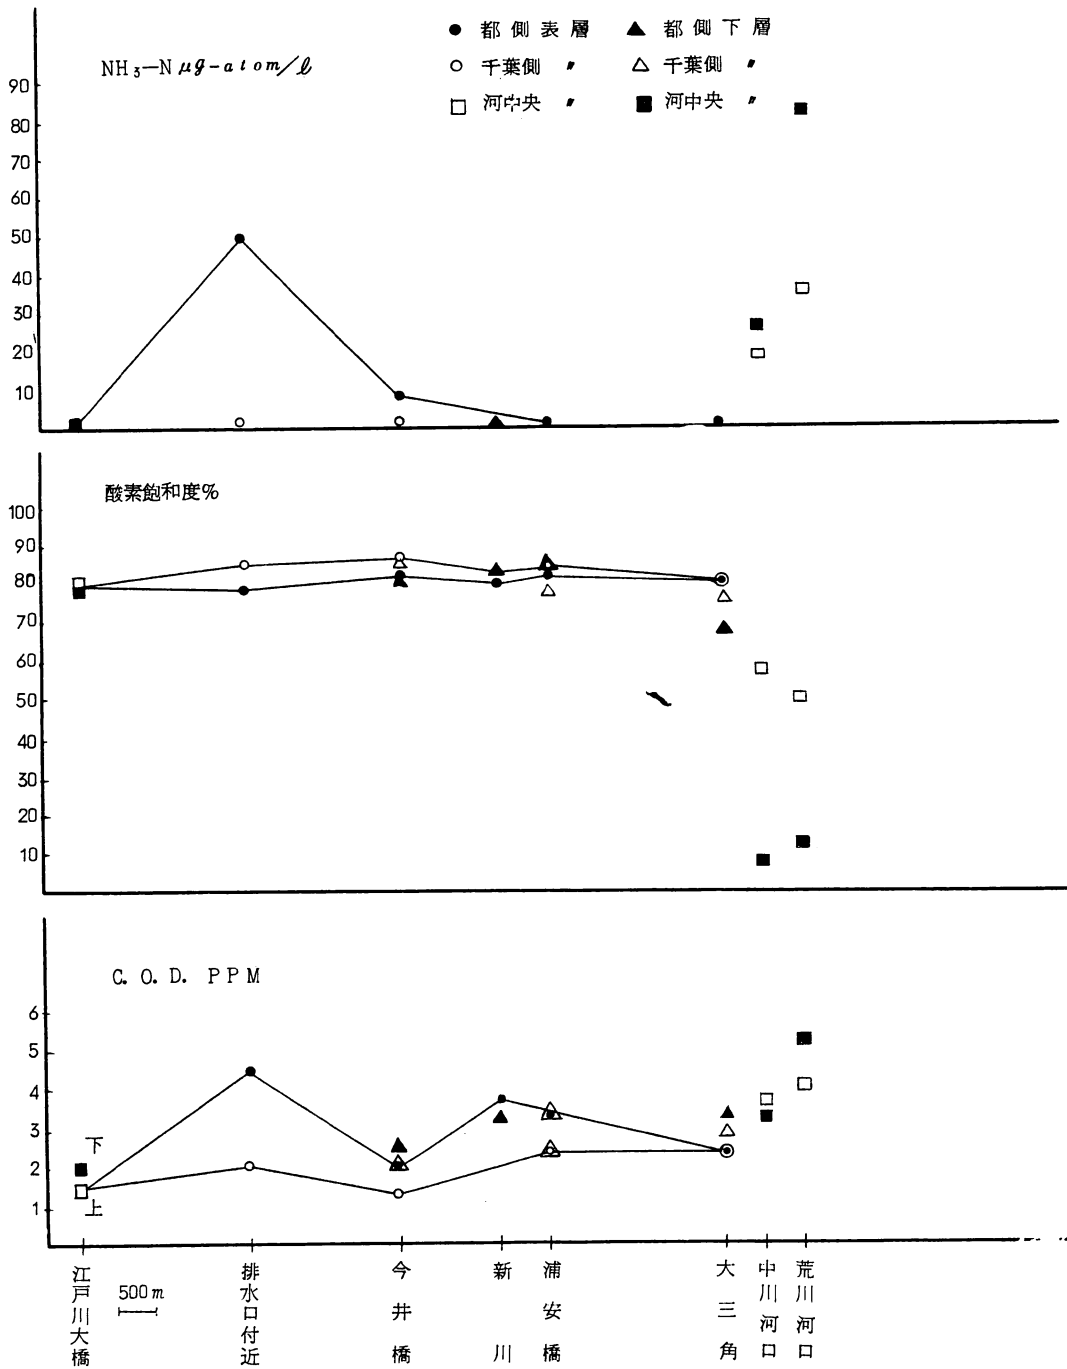 ● 都側表層 ▲ 都側下層
○ 千葉側 〃 △ 千葉側 〃
□ 河中央 〃 ■ 河中央 〃
NH₃—N μg-atom/ℓ
90
80
70
60
50
40
30
20
10
酸素飽和度%
100
90
80
70
60
50
40
30
20
10
C. O. D. PPM
6
5
4
3
2
1
下
上
江戸川大橋
500m
排水口付近
今井橋
新川
浦安橋
大三角
中川河口
荒川河口